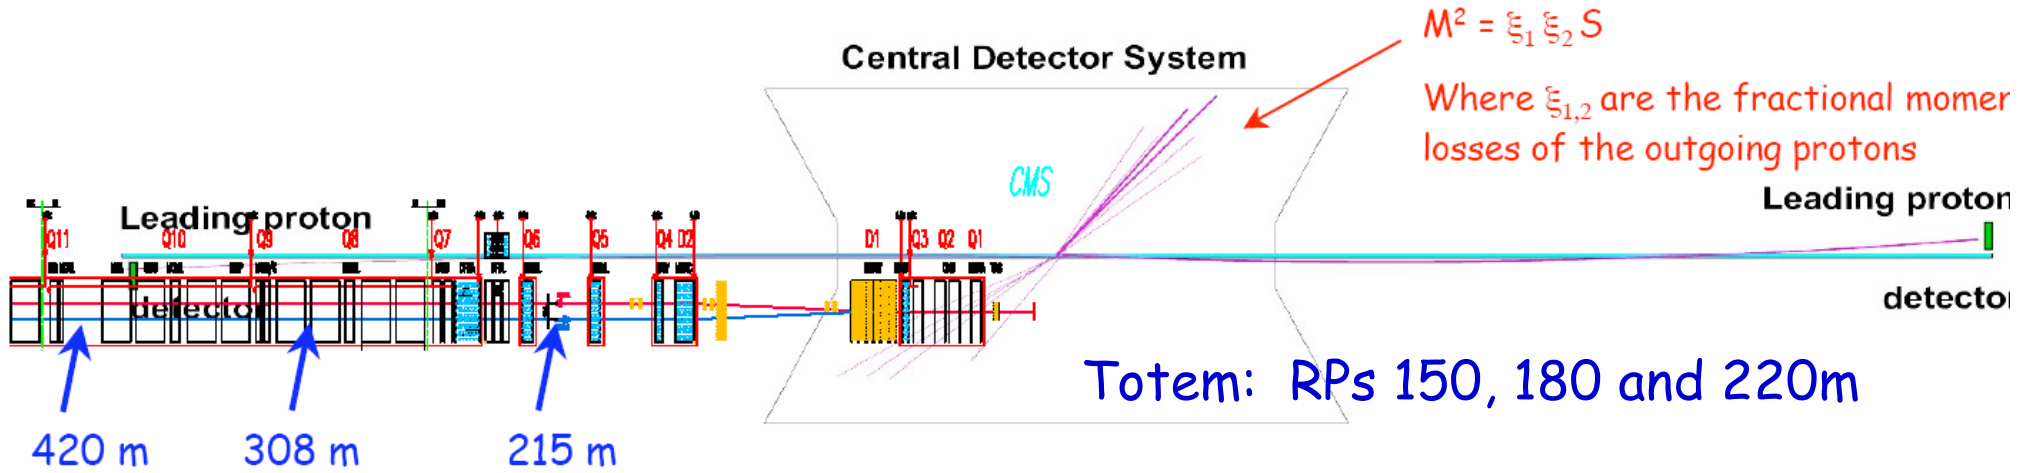 M² = ξ₁ ξ₂ S
Central Detector System
Where ξ₁,₂ are the fractional momen
losses of the outgoing protons
CMS
Leading proton
Leading proton
Q11 Q10 Q9 Q8 Q7 Q6 Q5 Q4 D2 D1 Q3 Q2 Q1
detector
detector
Totem: RPs 150, 180 and 220m
420 m 308 m 215 m